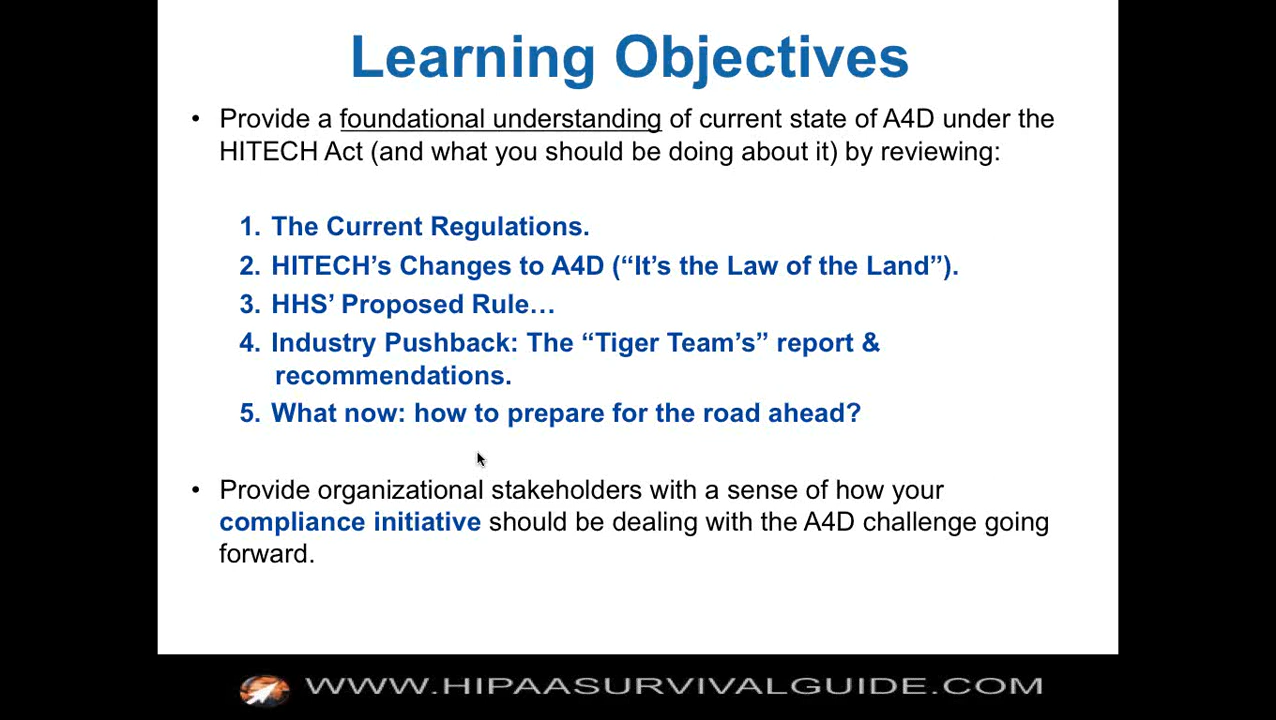 Learning Objectives
• Provide a foundational understanding of current state of A4D under the
HITECH Act (and what you should be doing about it) by reviewing:
1. The Current Regulations.
2. HITECH’s Changes to A4D (“It’s the Law of the Land”).
3. HHS’ Proposed Rule…
4. Industry Pushback: The “Tiger Team’s” report &
recommendations.
5. What now: how to prepare for the road ahead?
• Provide organizational stakeholders with a sense of how your
compliance initiative should be dealing with the A4D challenge going
forward.
WWW.HIPAASURVIVALGUIDE.COM